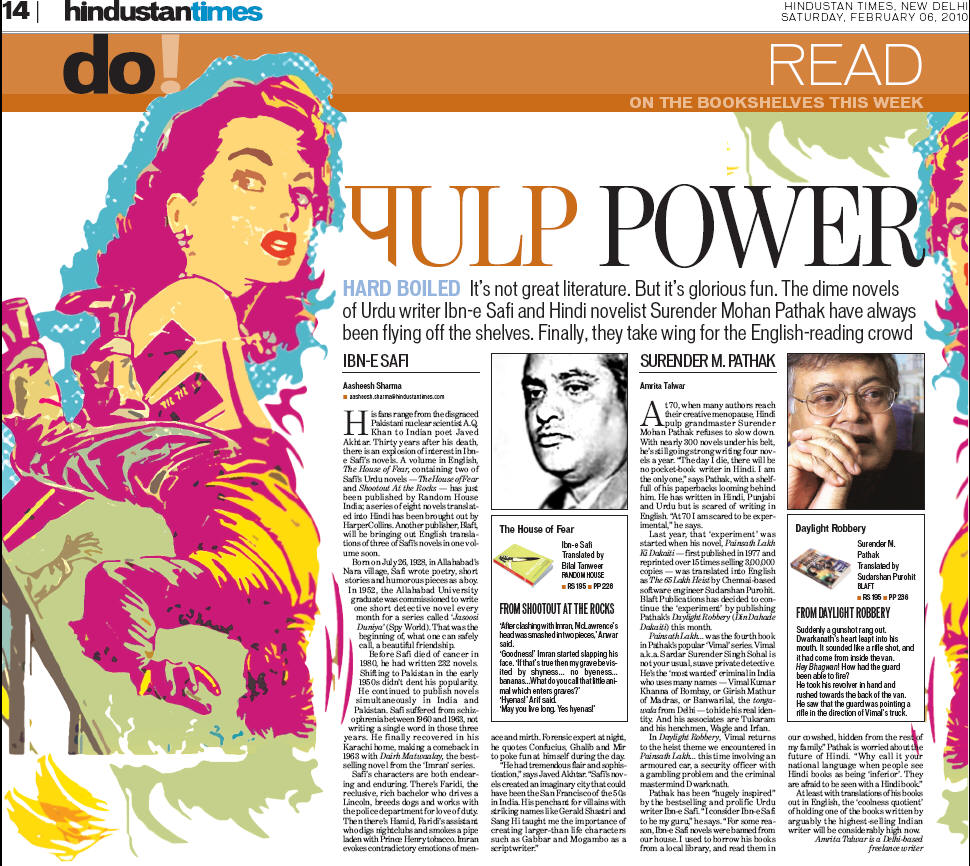 14
hindustantimes
HINDUSTAN TIMES, NEW DELHI
SATURDAY, FEBRUARY 06, 2010
do!
READ
ON THE BOOKSHELVES THIS WEEK
पULP POWER
HARD BOILED It's not great literature. But it's glorious fun. The dime novels
of Urdu writer Ibn-e Safi and Hindi novelist Surender Mohan Pathak have always
been flying off the shelves. Finally, they take wing for the English-reading crowd
IBN-E SAFI
Aasheesh Sharma
■ aasheesh.sharma@hindustantimes.com
His fans range from the disgraced
Pakistani nuclear scientist A.Q.
Khan to Indian poet Javed
Akhtar. Thirty years after his death,
there is an explosion of interest in Ibn-
e Safi's novels. A volume in English,
The House of Fear, containing two of
Safi's Urdu novels — The House of Fear
and Shootout At the Rocks — has just
been published by Random House
India; a series of eight novels translat-
ed into Hindi has been brought out by
HarperCollins. Another publisher, Blaft,
will be bringing out English transla-
tions of three of Safi's novels in one vol-
ume soon.
Born on July 26, 1928, in Allahabad's
Nara village, Safi wrote poetry, short
stories and humorous pieces as a boy.
In 1952, the Allahabad University
graduate was commissioned to write
one short detective novel every
month for a series called 'Jasoosi
Duniya' (Spy World). That was the
beginning of, what one can safely
call, a beautiful friendship.
Before Safi died of cancer in
1980, he had written 232 novels.
Shifting to Pakistan in the early
1950s didn't dent his popularity.
He continued to publish novels
simultaneously in India and
Pakistan. Safi suffered from schiz-
ophrenia between 1960 and 1963, not
writing a single word in those three
years. He finally recovered in his
Karachi home, making a comeback in
1963 with Dairh Matwaalay, the best-
selling novel from the 'Imran' series.
Safi's characters are both endear-
ing and enduring. There's Faridi, the
reclusive, rich bachelor who drives a
Lincoln, breeds dogs and works with
the police department for love of duty.
Then there's Hamid, Faridi's assistant
who digs nightclubs and smokes a pipe
laden with Prince Henry tobacco. Imran
evokes contradictory emotions of men-
The House of Fear
Ibn-e Safi
Translated by
Bilal Tanweer
RANDOM HOUSE
■ RS 195 ■ PP 228
FROM SHOOTOUT AT THE ROCKS
'After clashing with Imran, McLawrence's
head was smashed in two pieces,' Anwar
said.
'Goodness!' Imran started slapping his
face. 'If that's true then my grave be vis-
ited by shyness... no byeness...
bananas...What do you call that little ani-
mal which enters graves?'
'Hyenas!' Arif said.
'May you live long. Yes hyenas!'
ace and mirth. Forensic expert at night,
he quotes Confucius, Ghalib and Mir
to poke fun at himself during the day.
"He had tremendous flair and sophis-
tication," says Javed Akhtar. "Safi's nov-
els created an imaginary city that could
have been the San Francisco of the 50s
in India. His penchant for villains with
striking names like Gerald Shastri and
Sang Hi taught me the importance of
creating larger-than life characters
such as Gabbar and Mogambo as a
scriptwriter."
SURENDER M. PATHAK
Amrita Talwar
At 70, when many authors reach
their creative menopause, Hindi
pulp grandmaster Surender
Mohan Pathak refuses to slow down.
With nearly 300 novels under his belt,
he's still going strong writing four nov-
els a year. "The day I die, there will be
no pocket-book writer in Hindi. I am
the only one," says Pathak, with a shelf-
full of his paperbacks looming behind
him. He has written in Hindi, Punjabi
and Urdu but is scared of writing in
English. "At 70 I am scared to be exper-
imental," he says.
Last year, that 'experiment' was
started when his novel, Painsath Lakh
Ki Dakaiti — first published in 1977 and
reprinted over 15 times selling 3,00,000
copies — was translated into English
as The 65 Lakh Heist by Chennai-based
software engineer Sudarshan Purohit.
Blaft Publications has decided to con-
tinue the 'experiment' by publishing
Pathak's Daylight Robbery (Din Dahade
Dakaiti) this month.
Painsath Lakh... was the fourth book
in Pathak's popular 'Vimal' series. Vimal
a.k.a. Sardar Surender Singh Sohal is
not your usual, suave private detective.
He's the 'most wanted' criminal in India
who uses many names — Vimal Kumar
Khanna of Bombay, or Girish Mathur
of Madras, or Banwarilal, the tonga-
wala from Delhi — to hide his real iden-
tity. And his associates are Tukaram
and his henchmen, Wagle and Irfan.
In Daylight Robbery, Vimal returns
to the heist theme we encountered in
Painsath Lakh... this time involving an
armoured car, a security officer with
a gambling problem and the criminal
mastermind Dwarknath.
Pathak has been "hugely inspired"
by the bestselling and prolific Urdu
writer Ibn-e Safi. "I consider Ibn-e Safi
to be my guru," he says. "For some rea-
son, Ibn-e Safi novels were banned from
our house. I used to borrow his books
from a local library, and read them in
Daylight Robbery
Surender M.
Pathak
Translated by
Sudarshan Purohit
BLAFT
■ RS 195 ■ PP 236
FROM DAYLIGHT ROBBERY
Suddenly a gunshot rang out.
Dwarkanath's heart leapt into his
mouth. It sounded like a rifle shot, and
it had come from inside the van.
Hey Bhagwan! How had the guard
been able to fire?
He took his revolver in hand and
rushed towards the back of the van.
He saw that the guard was pointing a
rifle in the direction of Vimal's truck.
our cowshed, hidden from the rest of
my family." Pathak is worried about the
future of Hindi. "Why call it your
national language when people see
Hindi books as being 'inferior'. They
are afraid to be seen with a Hindi book."
At least with translations of his books
out in English, the 'coolness quotient'
of holding one of the books written by
arguably the highest-selling Indian
writer will be considerably high now.
Amrita Talwar is a Delhi-based
freelance writer